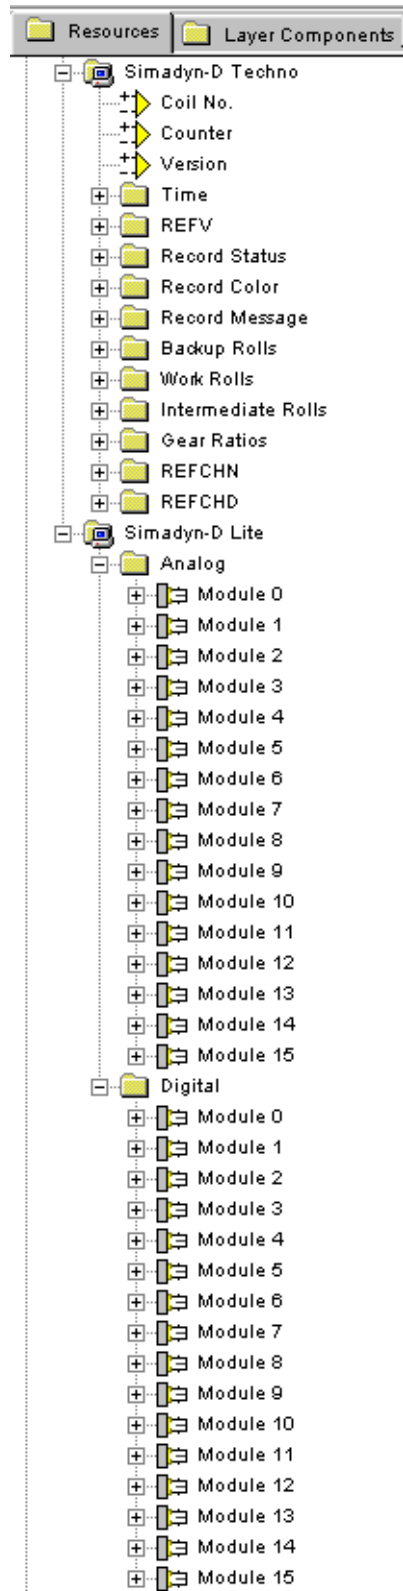 Resources Layer Components
Simadyn-D Techno
Coil No.
Counter
Version
Time
REFV
Record Status
Record Color
Record Message
Backup Rolls
Work Rolls
Intermediate Rolls
Gear Ratios
REFCHN
REFCHD
Simadyn-D Lite
Analog
Module 0
Module 1
Module 2
Module 3
Module 4
Module 5
Module 6
Module 7
Module 8
Module 9
Module 10
Module 11
Module 12
Module 13
Module 14
Module 15
Digital
Module 0
Module 1
Module 2
Module 3
Module 4
Module 5
Module 6
Module 7
Module 8
Module 9
Module 10
Module 11
Module 12
Module 13
Module 14
Module 15